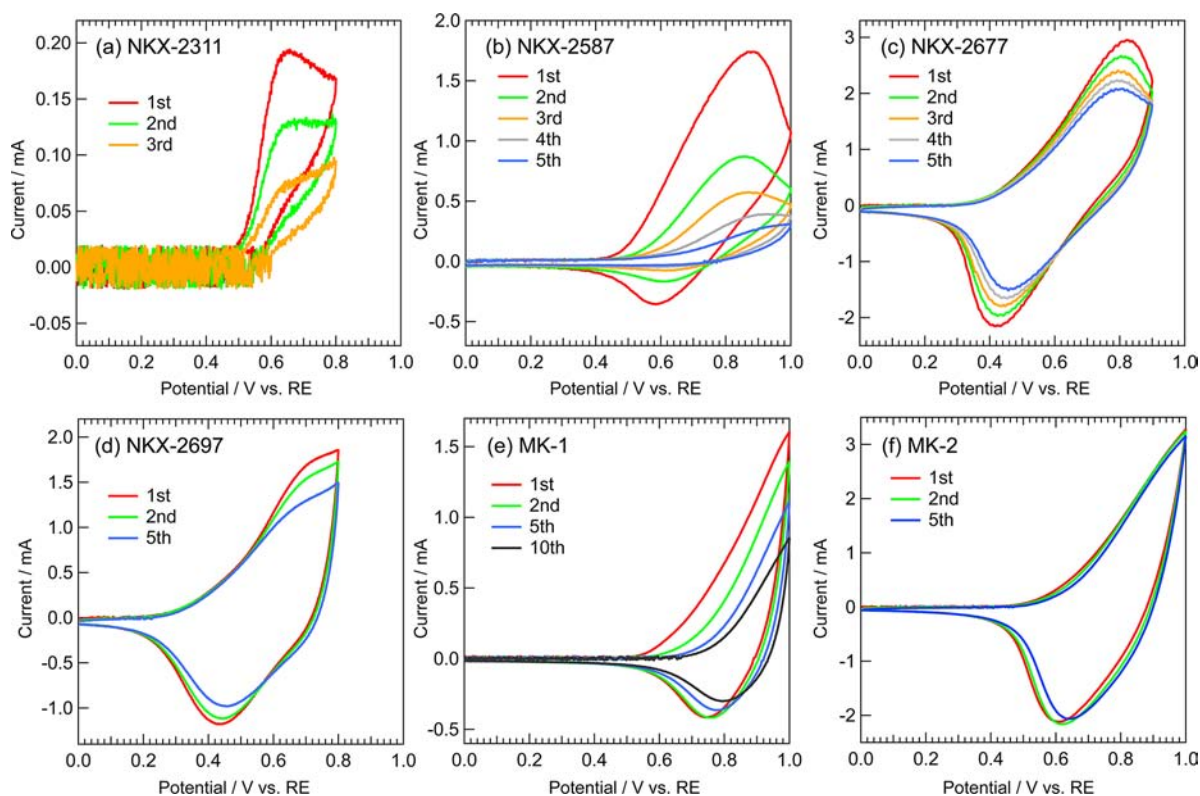 (a) NKX-2311
Current / mA
0.20
0.15
0.10
0.05
0.00
-0.05
1st
2nd
3rd
0.0 0.2 0.4 0.6 0.8 1.0
Potential / V vs. RE
(b) NKX-2587
Current / mA
2.0
1.5
1.0
0.5
0.0
-0.5
1st
2nd
3rd
4th
5th
0.0 0.2 0.4 0.6 0.8 1.0
Potential / V vs. RE
(c) NKX-2677
Current / mA
3
2
1
0
-1
-2
1st
2nd
3rd
4th
5th
0.0 0.2 0.4 0.6 0.8 1.0
Potential / V vs. RE
(d) NKX-2697
Current / mA
2.0
1.5
1.0
0.5
0.0
-0.5
-1.0
1st
2nd
5th
0.0 0.2 0.4 0.6 0.8 1.0
Potential / V vs. RE
(e) MK-1
Current / mA
1.5
1.0
0.5
0.0
-0.5
1st
2nd
5th
10th
0.0 0.2 0.4 0.6 0.8 1.0
Potential / V vs. RE
(f) MK-2
Current / mA
3
2
1
0
-1
-2
1st
2nd
5th
0.0 0.2 0.4 0.6 0.8 1.0
Potential / V vs. RE